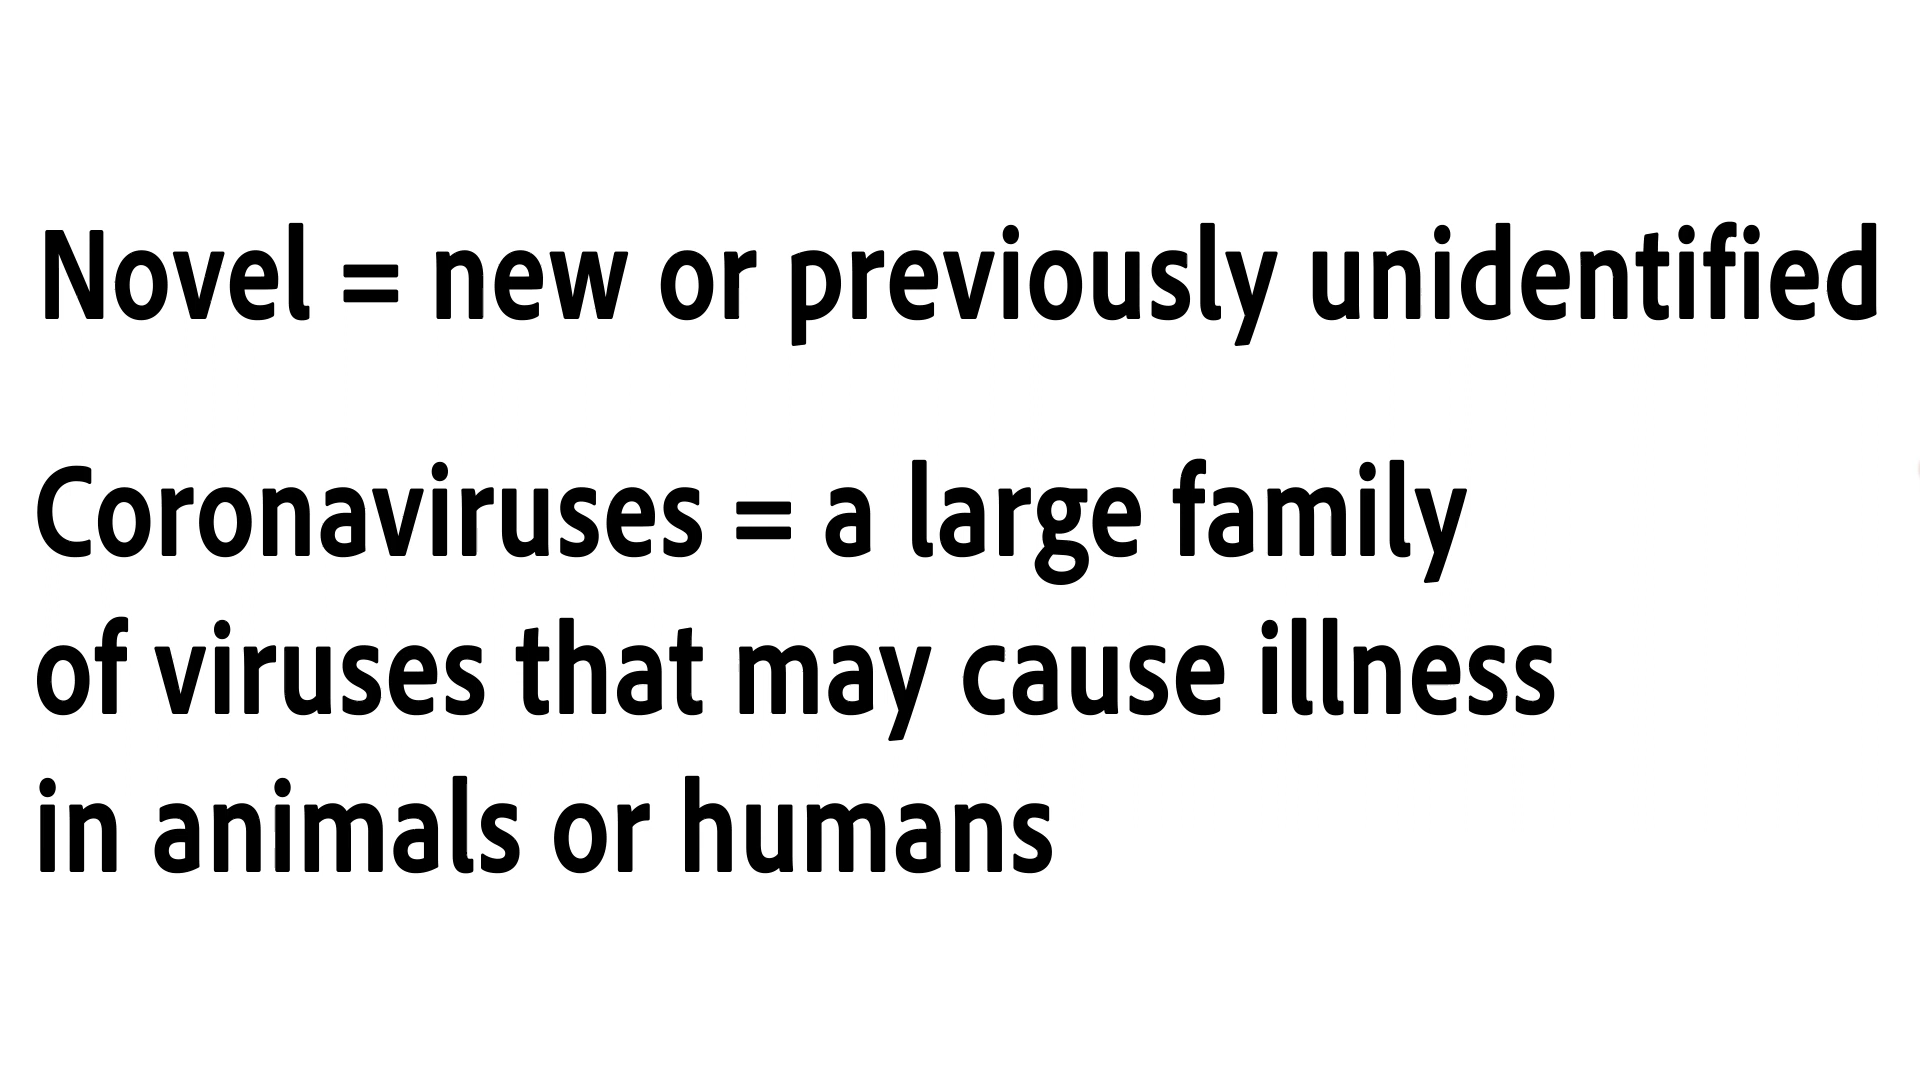 Novel = new or previously unidentified
Coronaviruses = a large family
of viruses that may cause illness
in animals or humans